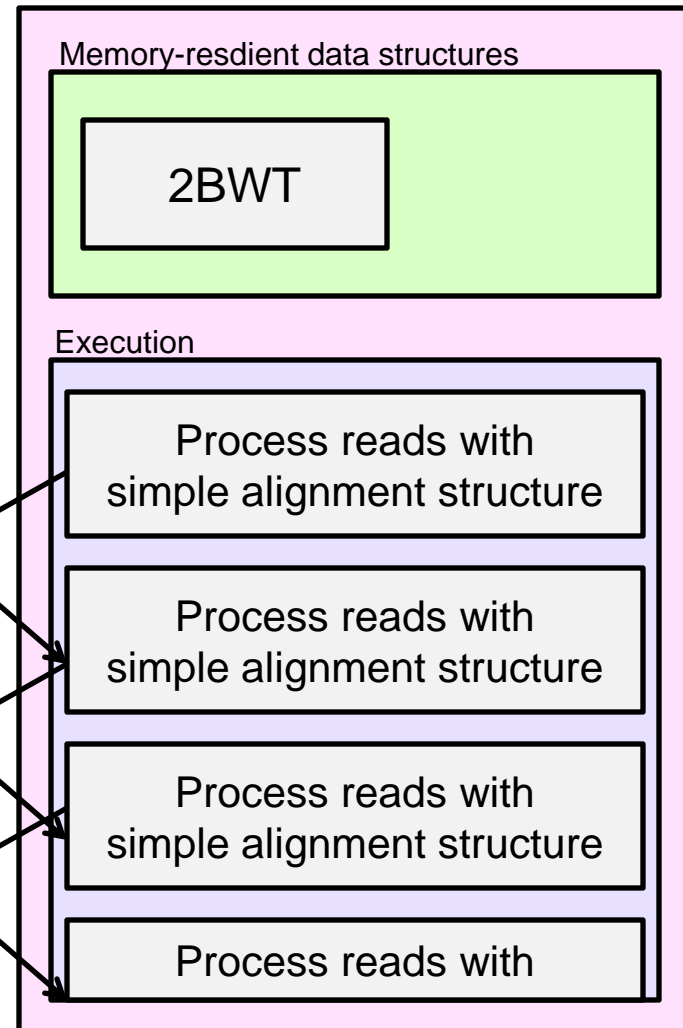 Memory-resdient data structures
2BWT
Execution
Process reads with
simple alignment structure
Process reads with
simple alignment structure
Process reads with
simple alignment structure
Process reads with